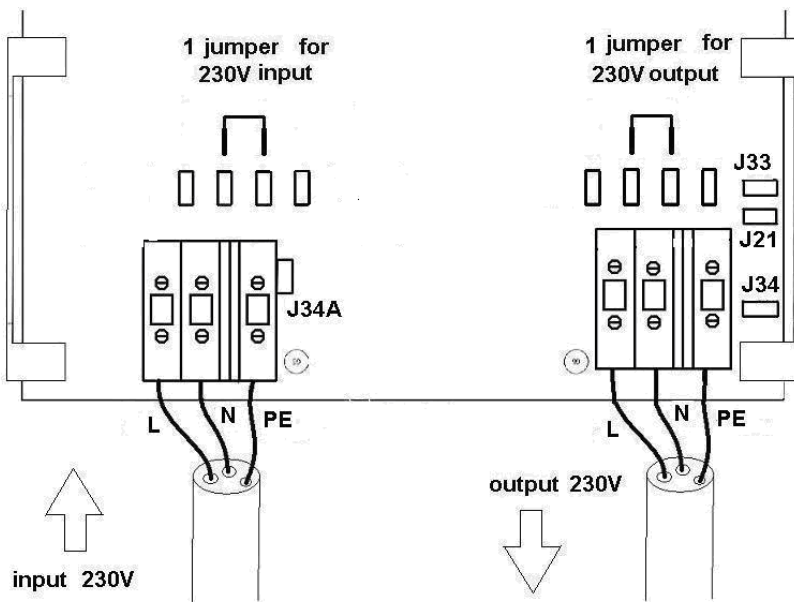 1 jumper for
230V input
1 jumper for
230V output
J33
J21
J34A
J34
L
N
PE
L
N
PE
input 230V
output 230V